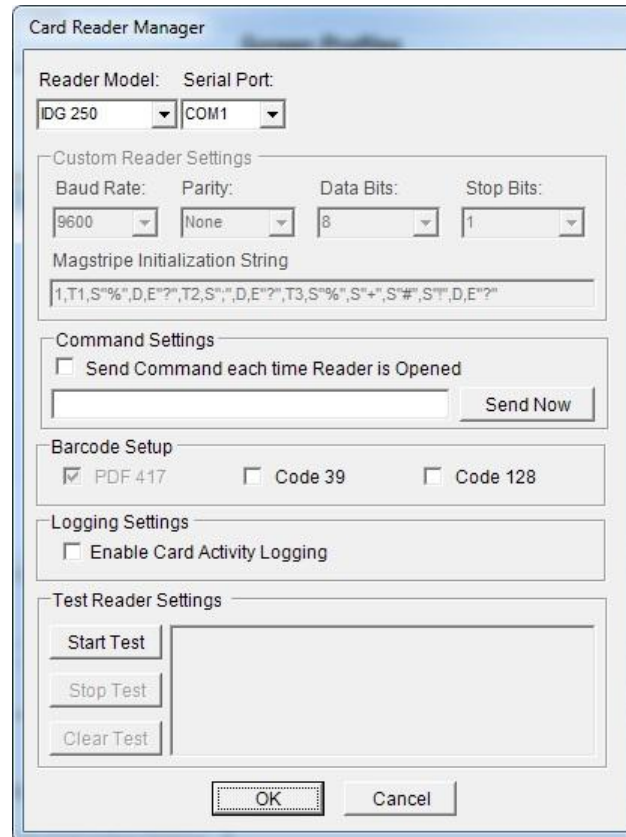 Card Reader Manager
Reader Model: Serial Port:
IDG 250 COM1
Custom Reader Settings
Baud Rate: Parity: Data Bits: Stop Bits:
9600 None 8 1
Magstripe Initialization String
1,T1,S"%",D,E"?",T2,S";",D,E"?",T3,S"%",S"+",S"#",S"!",D,E"?"
Command Settings
Send Command each time Reader is Opened
Send Now
Barcode Setup
PDF 417 Code 39 Code 128
Logging Settings
Enable Card Activity Logging
Test Reader Settings
Start Test
Stop Test
Clear Test
OK Cancel